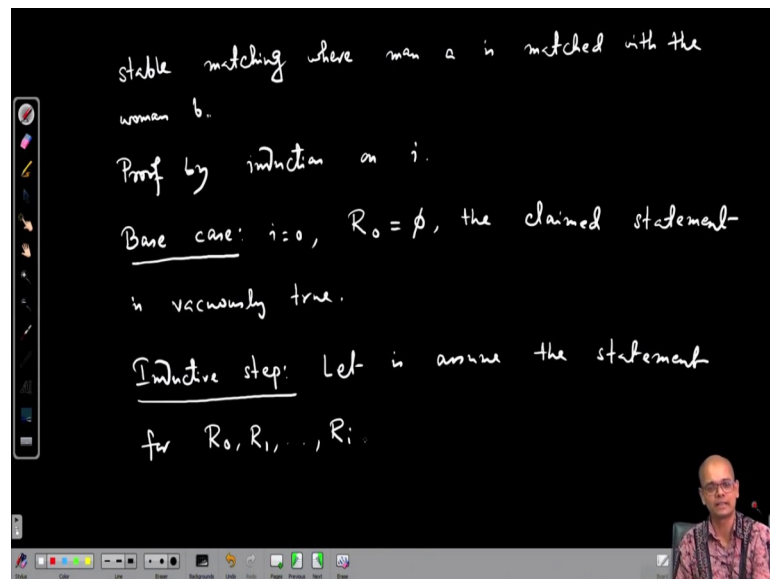 stable matching where man a is matched with the
woman b.
Proof by induction on i.
Base case: i=0, R₀ = ∅, the claimed statement
is vacuously true.
Inductive step: Let is assume the statement
for R₀, R₁, ..., Rᵢ.